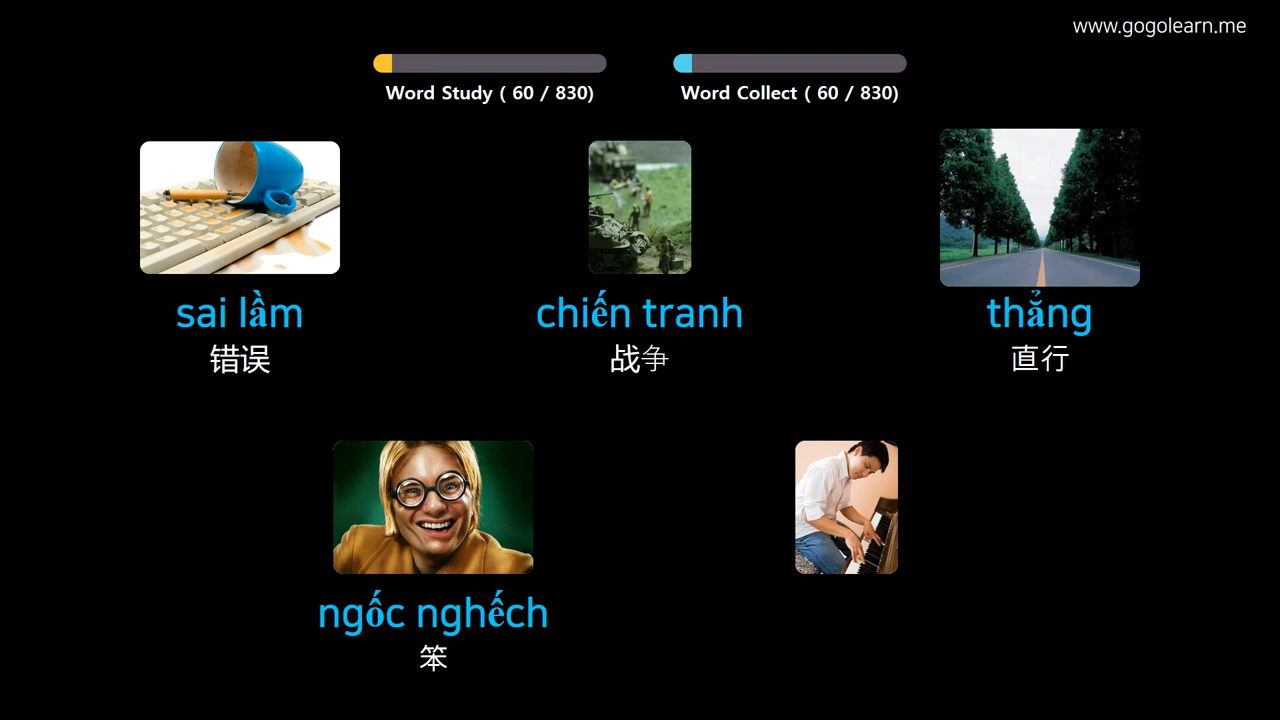 www.gogolearn.me
Word Study ( 60 / 830)
Word Collect ( 60 / 830)
sai lầm
错误
chiến tranh
战争
thẳng
直行
ngốc nghếch
笨